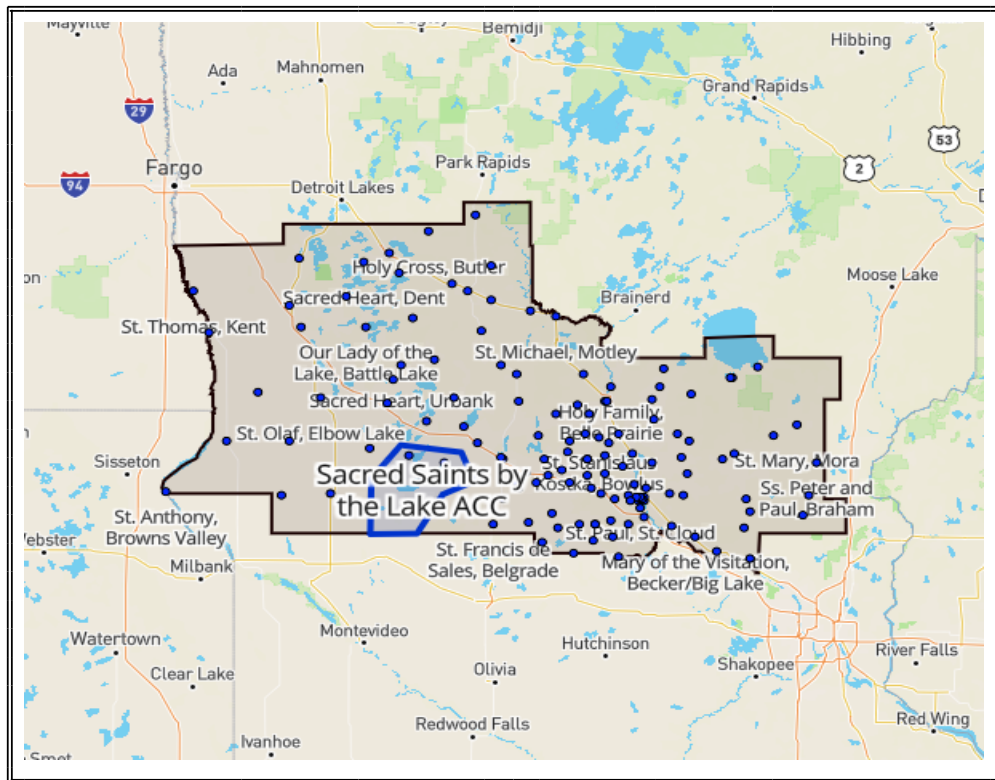 Mayville
Bemidji
Hibbing
Ada
Mahnomen
Grand Rapids
29
53
Park Rapids
2
Fargo
94
Detroit Lakes
Holy Cross, Butler
Moose Lake
Sacred Heart, Dent
Brainerd
St. Thomas, Kent
Our Lady of the
Lake, Battle Lake
St. Michael, Motley
Sacred Heart, Urbank
Holy Family,
Belle Prairie
St. Olaf, Elbow Lake
Sisseton
Sacred Saints by
the Lake ACC
St. Stanislaus
Kostka, Bowlus
St. Mary, Mora
Ss. Peter and
Paul, Braham
St. Anthony,
Browns Valley
St. Paul, St. Cloud
St. Francis de
Sales, Belgrade
Mary of the Visitation,
Becker/Big Lake
Milbank
Montevideo
Watertown
Hutchinson
Clear Lake
Olivia
Shakopee
River Falls
Redwood Falls
Red Wing
Ivanhoe